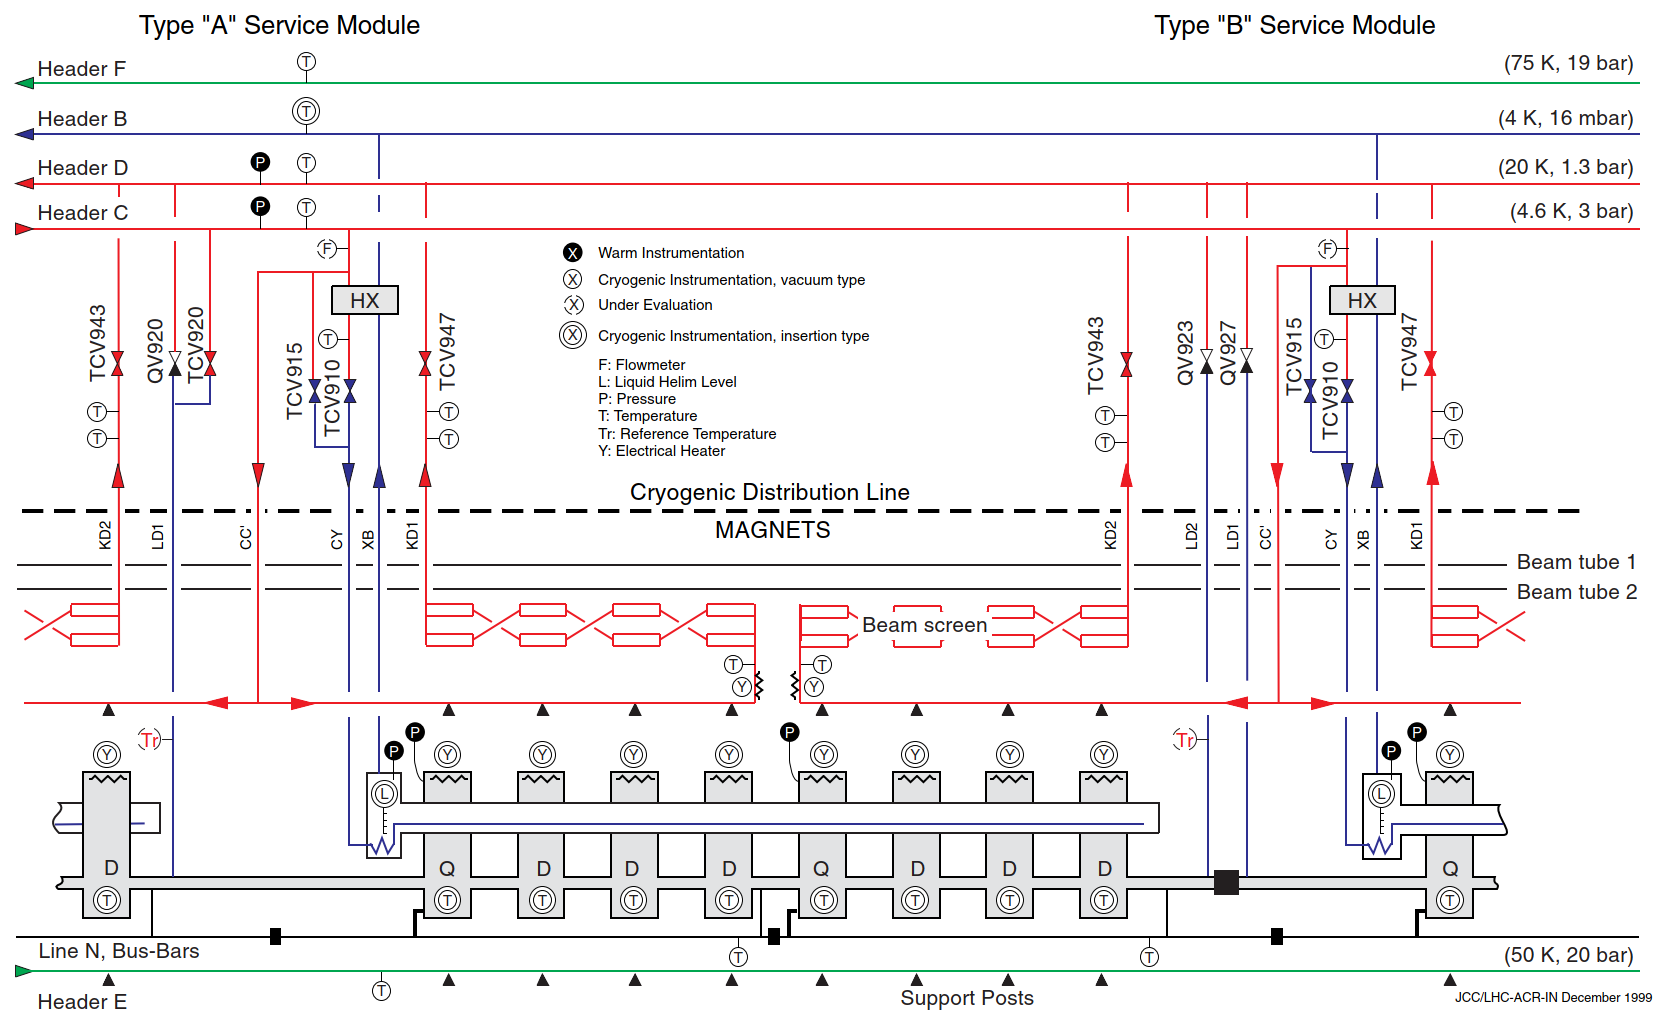 Type "A" Service Module
Type "B" Service Module
Header F
T
(75 K, 19 bar)
Header B
T
(4 K, 16 mbar)
Header D
P
T
(20 K, 1.3 bar)
Header C
P
T
(4.6 K, 3 bar)
F
F
X
Warm Instrumentation
X
Cryogenic Instrumentation, vacuum type
X
Under Evaluation
X
Cryogenic Instrumentation, insertion type
F: Flowmeter
L: Liquid Helim Level
P: Pressure
T: Temperature
Tr: Reference Temperature
Y: Electrical Heater
HX
HX
TCV943
QV920
TCV920
TCV915
TCV910
TCV947
TCV943
QV923
QV927
TCV915
TCV910
TCV947
T
T
T
T
T
T
T
T
T
T
Cryogenic Distribution Line
MAGNETS
KD2
LD1
CC'
CY
XB
KD1
KD2
LD2
LD1
CC'
CY
XB
KD1
Beam tube 1
Beam tube 2
Beam screen
T
T
Y
Y
Tr
Tr
P
P
P
P
P
Y
Y
Y
Y
Y
Y
Y
Y
Y
Y
L
L
D
Q
D
D
D
Q
D
D
D
Q
T
T
T
T
T
T
T
T
T
T
Line N, Bus-Bars
T
T
(50 K, 20 bar)
Header E
T
Support Posts
JCC/LHC-ACR-IN December 1999